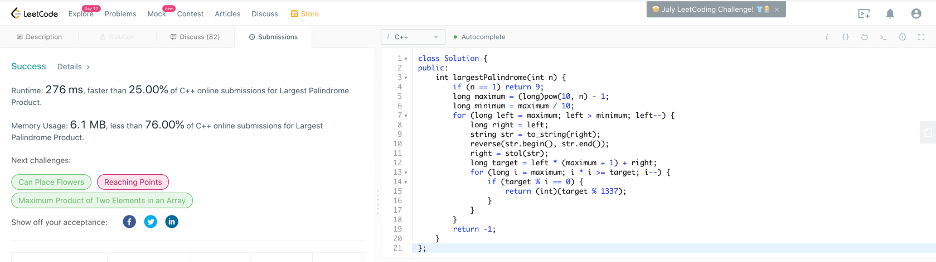 LeetCode
Day 17
Explore
Problems
Mock
new
Contest
Articles
Discuss
Store
July LeetCoding Challenge!
×
Description
Solution
Discuss (82)
Submissions
Success
Details >
Runtime: 276 ms, faster than 25.00% of C++ online submissions for Largest Palindrome
Product.
Memory Usage: 6.1 MB, less than 76.00% of C++ online submissions for Largest
Palindrome Product.
Next challenges:
Can Place Flowers
Reaching Points
Maximum Product of Two Elements in an Array
Show off your acceptance:
i C++
Autocomplete
i {} >_
1 class Solution {
2 public:
3 int largestPalindrome(int n) {
4 if (n == 1) return 9;
5 long maximum = (long)pow(10, n) - 1;
6 long minimum = maximum / 10;
7 for (long left = maximum; left > minimum; left--) {
8 long right = left;
9 string str = to_string(right);
10 reverse(str.begin(), str.end());
11 right = stol(str);
12 long target = left * (maximum + 1) + right;
13 for (long i = maximum; i * i >= target; i--) {
14 if (target % i == 0) {
15 return (int)(target % 1337);
16 }
17 }
18 }
19 return -1;
20 }
21 };